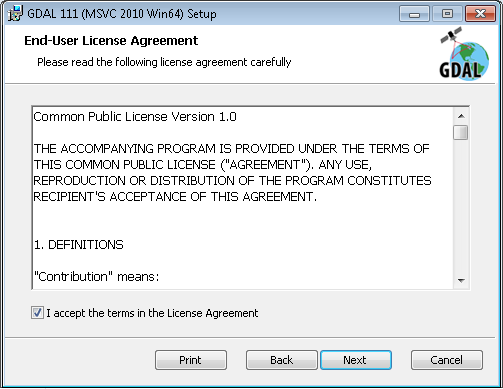 GDAL 111 (MSVC 2010 Win64) Setup
End-User License Agreement
Please read the following license agreement carefully
GDAL
Common Public License Version 1.0
THE ACCOMPANYING PROGRAM IS PROVIDED UNDER THE TERMS OF
THIS COMMON PUBLIC LICENSE ("AGREEMENT"). ANY USE,
REPRODUCTION OR DISTRIBUTION OF THE PROGRAM CONSTITUTES
RECIPIENT'S ACCEPTANCE OF THIS AGREEMENT.
1. DEFINITIONS
"Contribution" means:
I accept the terms in the License Agreement
Print
Back
Next
Cancel